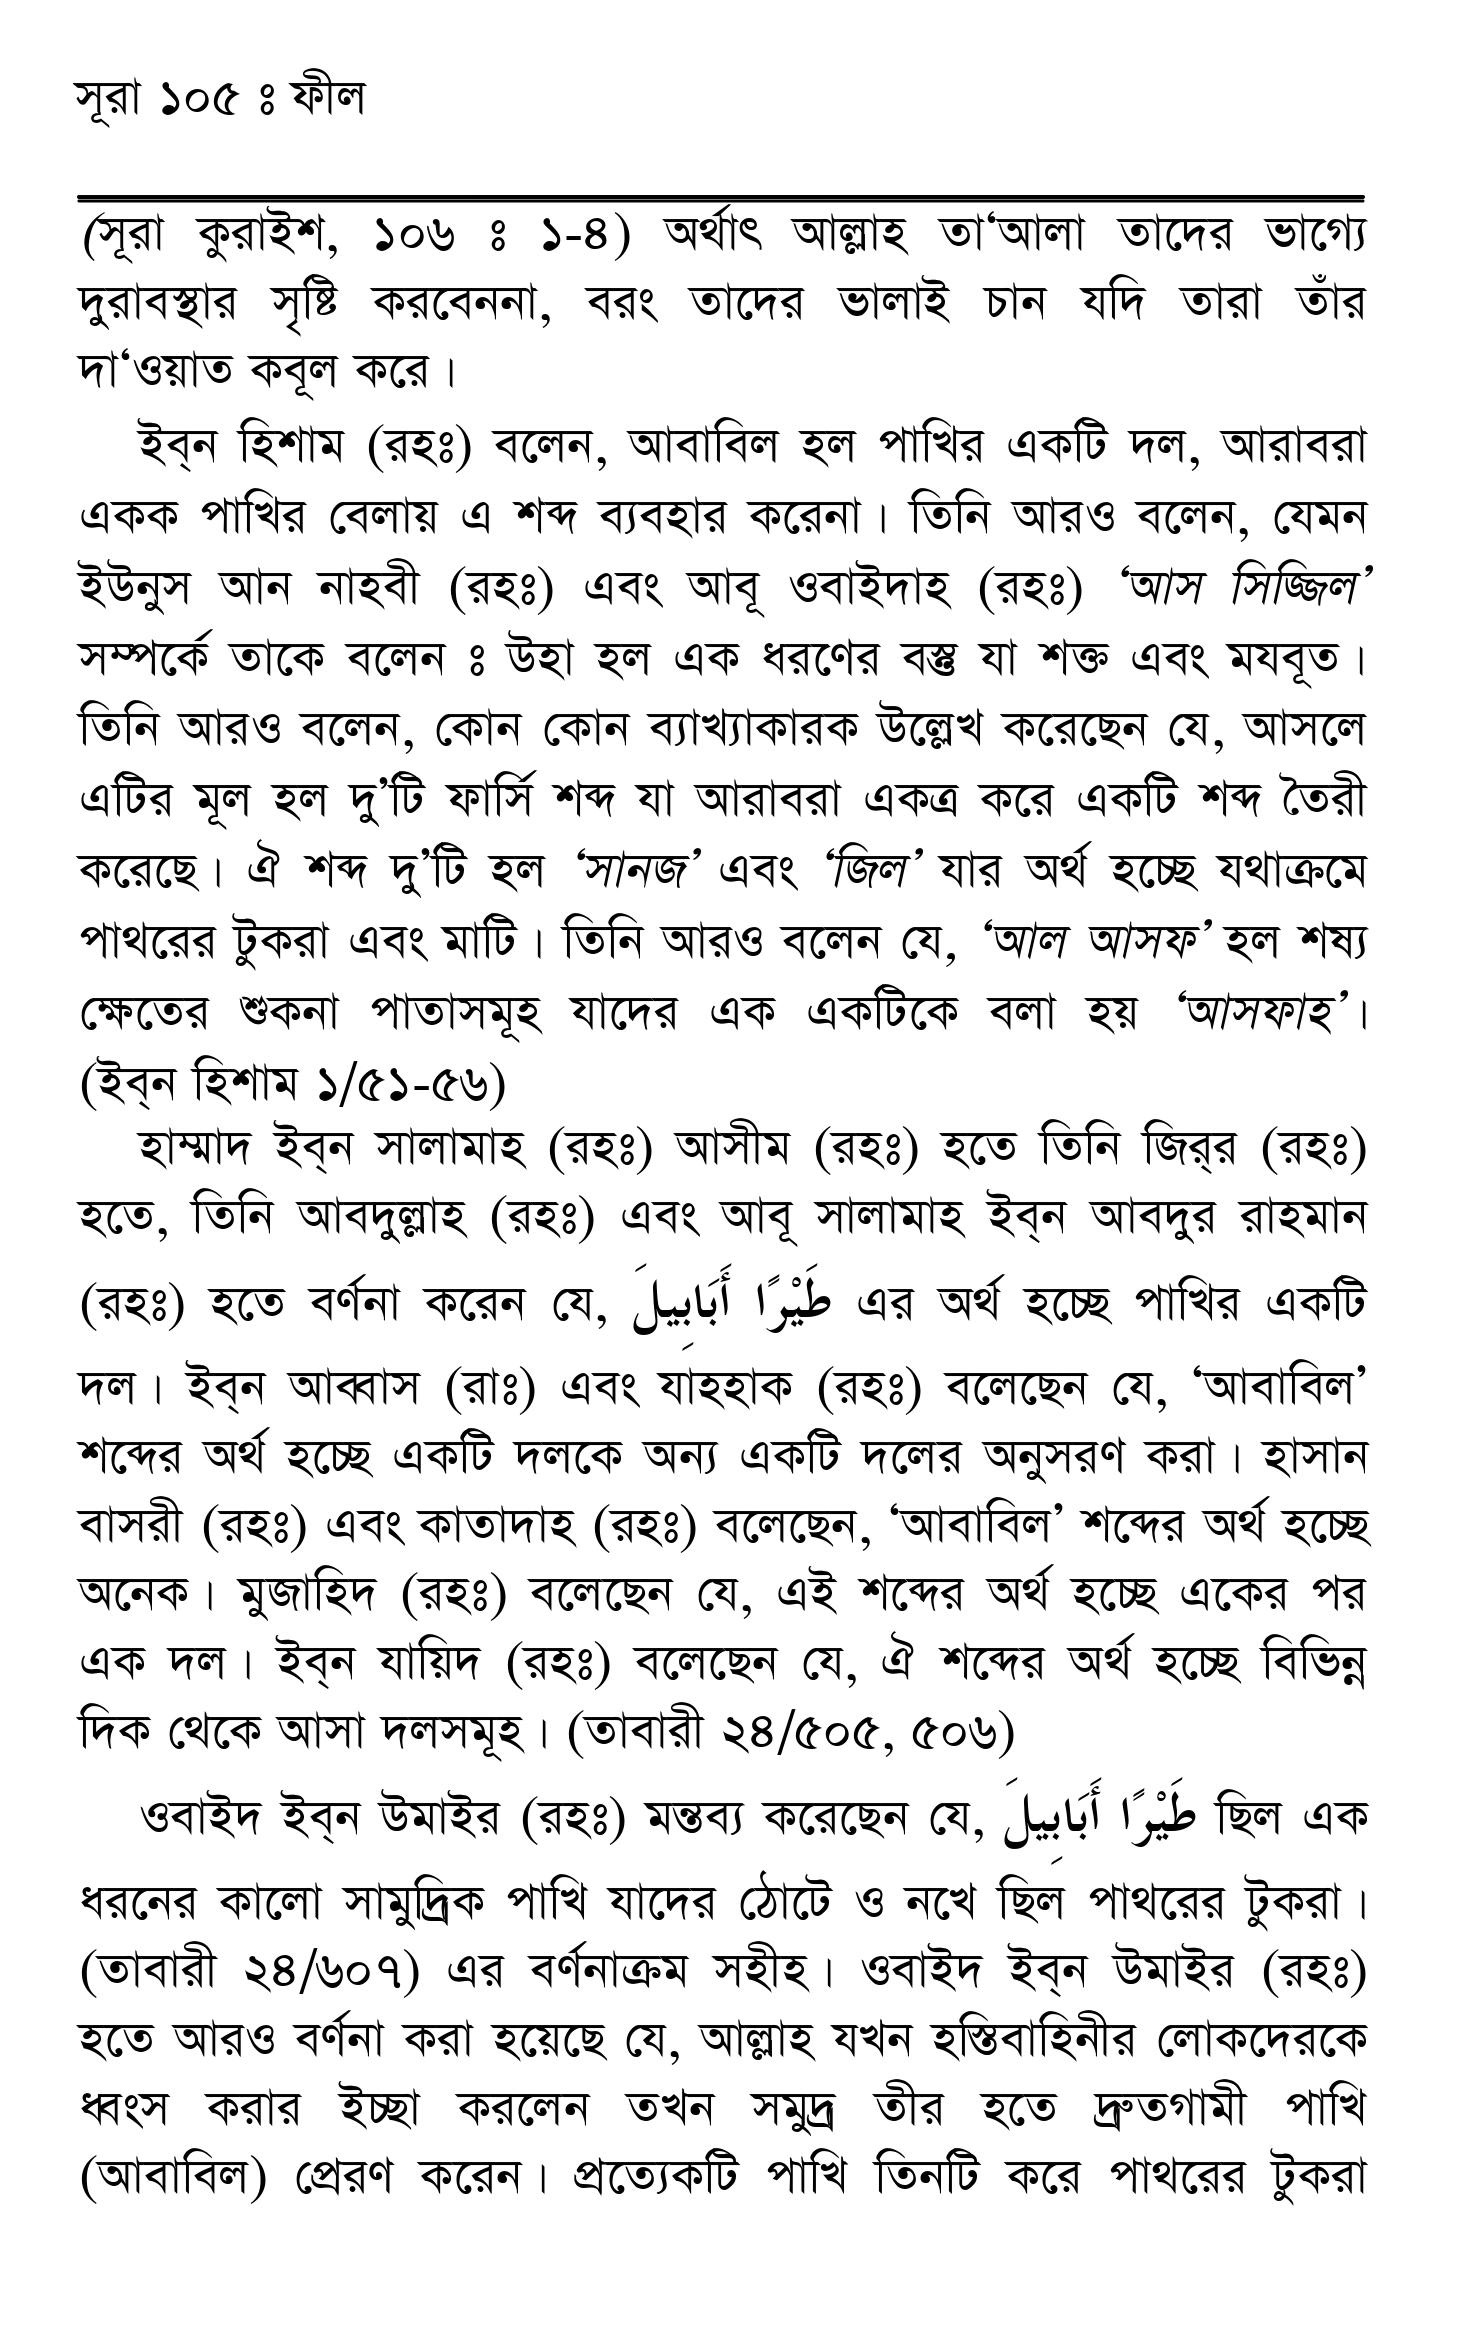 সূরা ১০৫ ঃ ফীল
(সূরা কুরাইশ, ১০৬ ঃ ১-৪) অর্থাৎ আল্লাহ তা‘আলা তাদের ভাগ্যে
দুরাবস্থার সৃষ্টি করবেননা, বরং তাদের ভালাই চান যদি তারা তাঁর
দা‘ওয়াত কবূল করে।
ইব্‌ন হিশাম (রহঃ) বলেন, আবাবিল হল পাখির একটি দল, আরাবরা
একক পাখির বেলায় এ শব্দ ব্যবহার করেনা। তিনি আরও বলেন, যেমন
ইউনুস আন নাহবী (রহঃ) এবং আবূ ওবাইদাহ (রহঃ) ‘আস সিজ্জিল’
সম্পর্কে তাকে বলেন ঃ উহা হল এক ধরণের বস্তু যা শক্ত এবং মযবূত।
তিনি আরও বলেন, কোন কোন ব্যাখ্যাকারক উল্লেখ করেছেন যে, আসলে
এটির মূল হল দু’টি ফার্সি শব্দ যা আরাবরা একত্র করে একটি শব্দ তৈরী
করেছে। ঐ শব্দ দু’টি হল ‘সানজ’ এবং ‘জিল’ যার অর্থ হচ্ছে যথাক্রমে
পাথরের টুকরা এবং মাটি। তিনি আরও বলেন যে, ‘আল আসফ’ হল শষ্য
ক্ষেতের শুকনা পাতাসমূহ যাদের এক একটিকে বলা হয় ‘আসফাহ’।
(ইব্‌ন হিশাম ১/৫১-৫৬)
হাম্মাদ ইব্‌ন সালামাহ (রহঃ) আসীম (রহঃ) হতে তিনি জির্‌র (রহঃ)
হতে, তিনি আবদুল্লাহ (রহঃ) এবং আবূ সালামাহ ইব্‌ন আবদুর রাহমান
(রহঃ) হতে বর্ণনা করেন যে, طَيْرًا أَبَابِيلَ এর অর্থ হচ্ছে পাখির একটি
দল। ইব্‌ন আব্বাস (রাঃ) এবং যাহহাক (রহঃ) বলেছেন যে, ‘আবাবিল’
শব্দের অর্থ হচ্ছে একটি দলকে অন্য একটি দলের অনুসরণ করা। হাসান
বাসরী (রহঃ) এবং কাতাদাহ (রহঃ) বলেছেন, ‘আবাবিল’ শব্দের অর্থ হচ্ছে
অনেক। মুজাহিদ (রহঃ) বলেছেন যে, এই শব্দের অর্থ হচ্ছে একের পর
এক দল। ইব্‌ন যায়িদ (রহঃ) বলেছেন যে, ঐ শব্দের অর্থ হচ্ছে বিভিন্ন
দিক থেকে আসা দলসমূহ। (তাবারী ২৪/৫০৫, ৫০৬)
ওবাইদ ইব্‌ন উমাইর (রহঃ) মন্তব্য করেছেন যে, طَيْرًا أَبَابِيلَ ছিল এক
ধরনের কালো সামুদ্রিক পাখি যাদের ঠোটে ও নখে ছিল পাথরের টুকরা।
(তাবারী ২৪/৬০৭) এর বর্ণনাক্রম সহীহ। ওবাইদ ইব্‌ন উমাইর (রহঃ)
হতে আরও বর্ণনা করা হয়েছে যে, আল্লাহ যখন হস্তিবাহিনীর লোকদেরকে
ধ্বংস করার ইচ্ছা করলেন তখন সমুদ্র তীর হতে দ্রুতগামী পাখি
(আবাবিল) প্রেরণ করেন। প্রত্যেকটি পাখি তিনটি করে পাথরের টুকরা